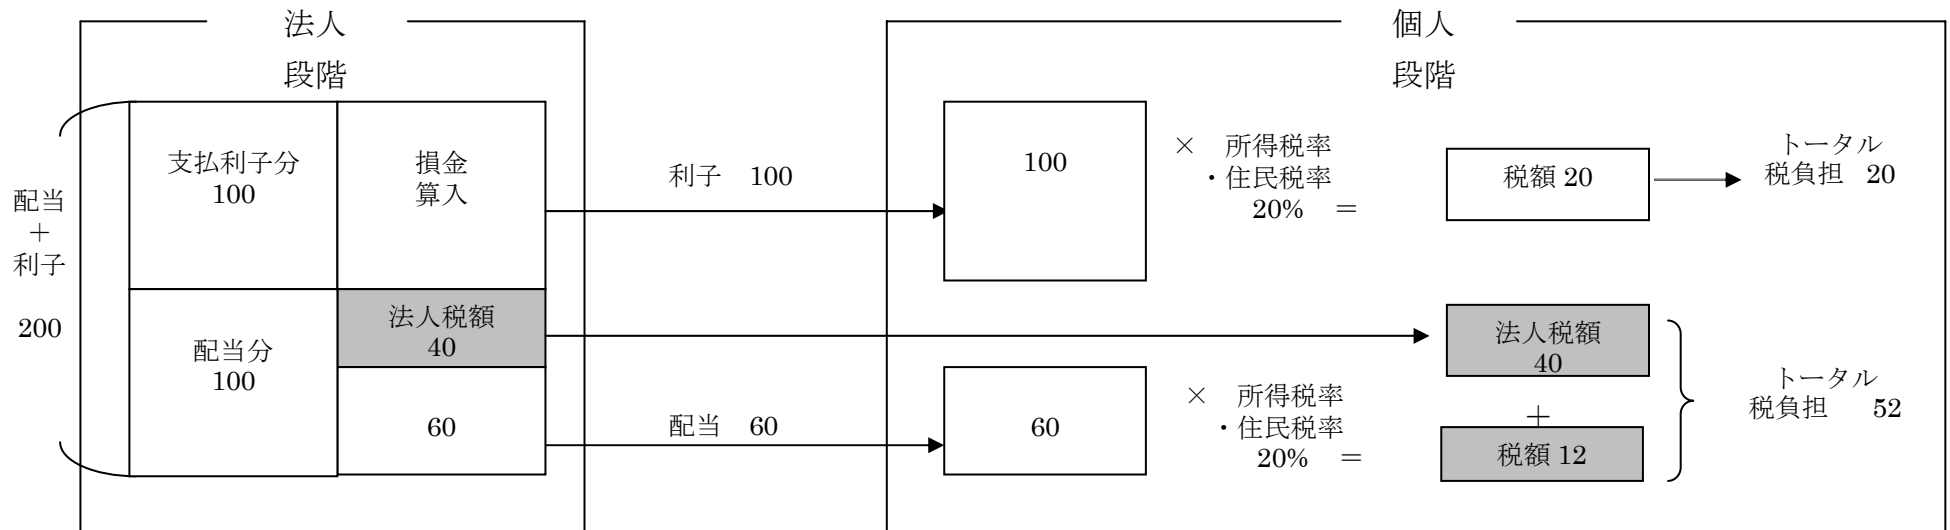 法人
段階
個人
段階
配当
＋
利子
200
支払利子分
100
損金
算入
利子　100
100
×　所得税率
・住民税率
20%　＝
税額 20
トータル
税負担　20
配当分
100
法人税額
40
法人税額
40
60
配当　60
60
×　所得税率
・住民税率
20%　＝
＋
税額 12
トータル
税負担　52